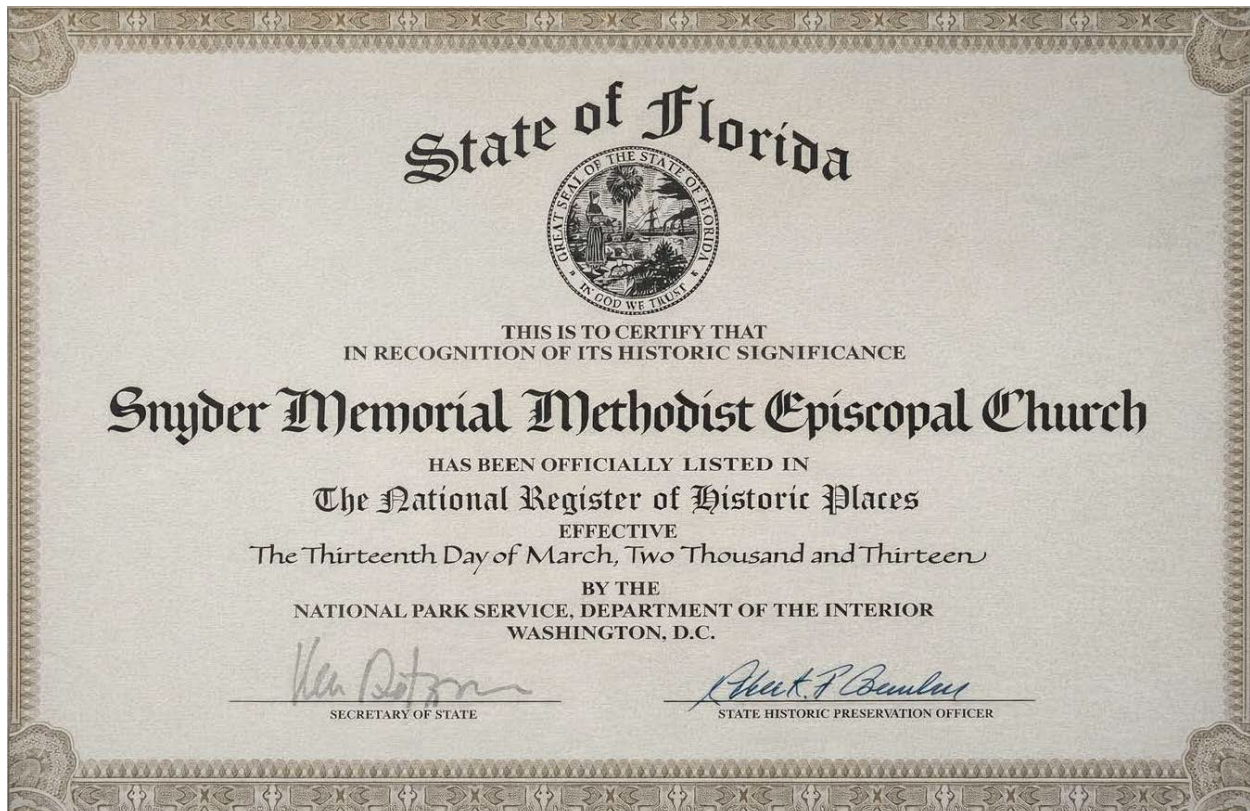 State of Florida
GREAT SEAL OF THE STATE OF FLORIDA
IN GOD WE TRUST
THIS IS TO CERTIFY THAT
IN RECOGNITION OF ITS HISTORIC SIGNIFICANCE
Snyder Memorial Methodist Episcopal Church
HAS BEEN OFFICIALLY LISTED IN
The National Register of Historic Places
EFFECTIVE
The Thirteenth Day of March, Two Thousand and Thirteen
BY THE
NATIONAL PARK SERVICE, DEPARTMENT OF THE INTERIOR
WASHINGTON, D.C.
Ken
SECRETARY OF STATE
STATE HISTORIC PRESERVATION OFFICER